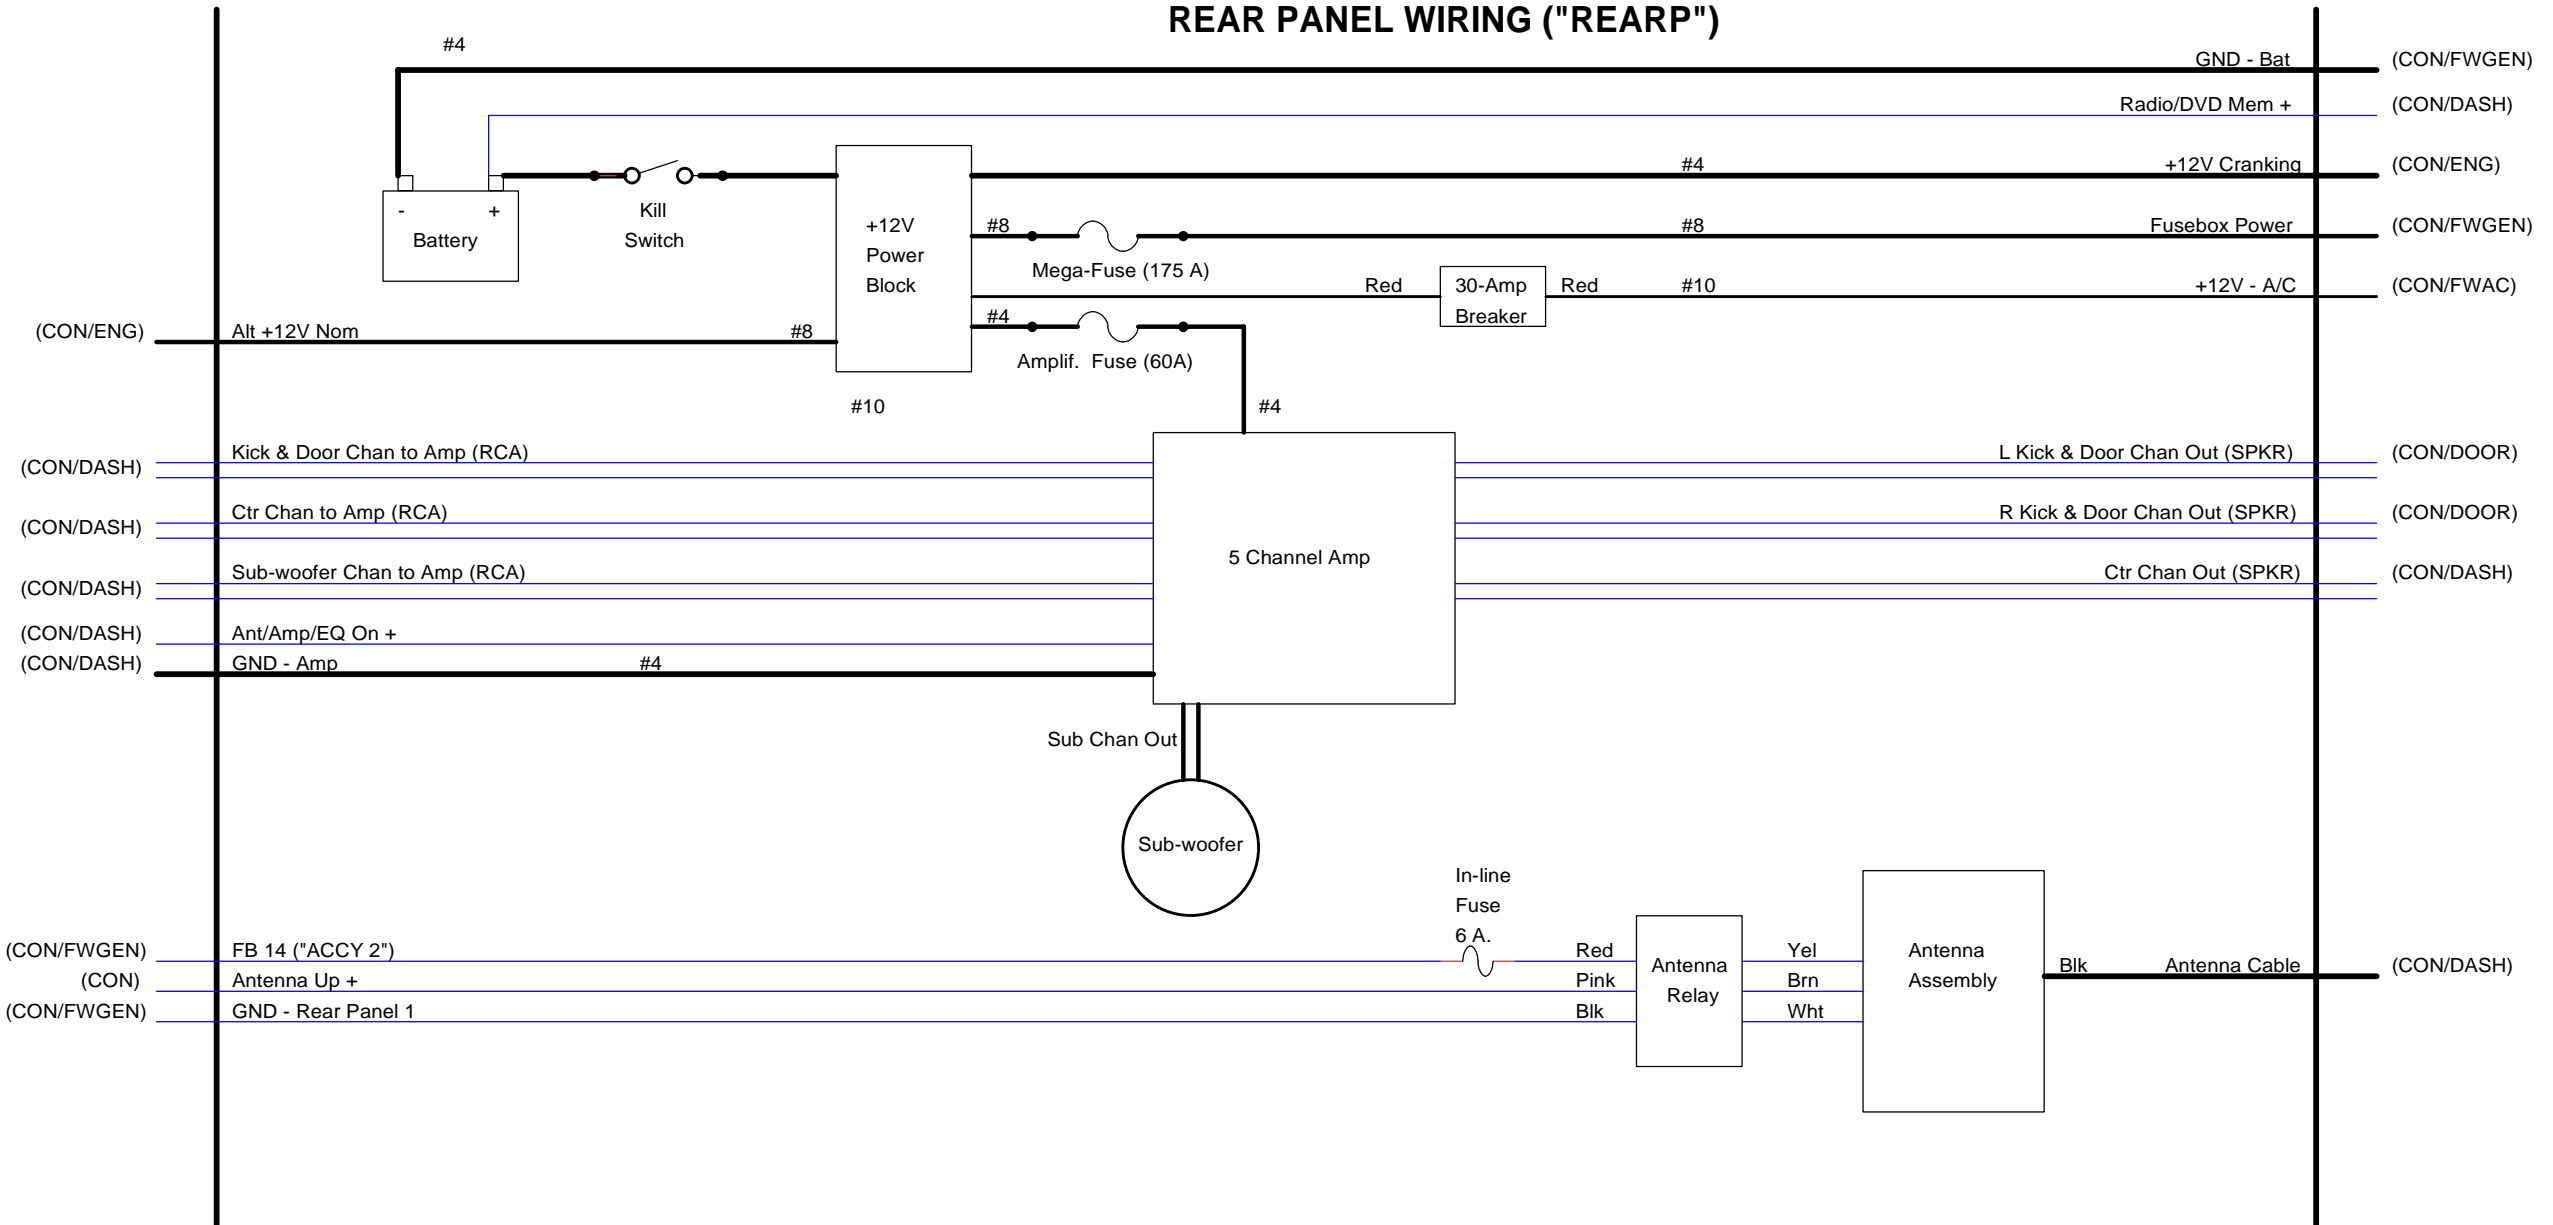 REAR PANEL WIRING ("REARP")
#4
GND - Bat (CON/FWGEN)
Radio/DVD Mem + (CON/DASH)
#4 +12V Cranking (CON/ENG)
- +
Battery
Kill
Switch
+12V
Power
Block
#8 #8 Fusebox Power (CON/FWGEN)
Mega-Fuse (175 A)
Red 30-Amp Red #10 +12V - A/C (CON/FWAC)
Breaker
#4
(CON/ENG) Alt +12V Nom #8
Amplif. Fuse (60A)
#10 #4
(CON/DASH) Kick & Door Chan to Amp (RCA)
L Kick & Door Chan Out (SPKR) (CON/DOOR)
(CON/DASH) Ctr Chan to Amp (RCA)
R Kick & Door Chan Out (SPKR) (CON/DOOR)
5 Channel Amp
(CON/DASH) Sub-woofer Chan to Amp (RCA)
Ctr Chan Out (SPKR) (CON/DASH)
(CON/DASH) Ant/Amp/EQ On +
(CON/DASH) GND - Amp #4
Sub Chan Out
Sub-woofer
In-line
Fuse
6 A.
(CON/FWGEN) FB 14 ("ACCY 2") Red Yel
(CON) Antenna Up + Pink Brn
(CON/FWGEN) GND - Rear Panel 1 Blk Wht
Antenna
Relay
Antenna
Assembly
Blk Antenna Cable (CON/DASH)